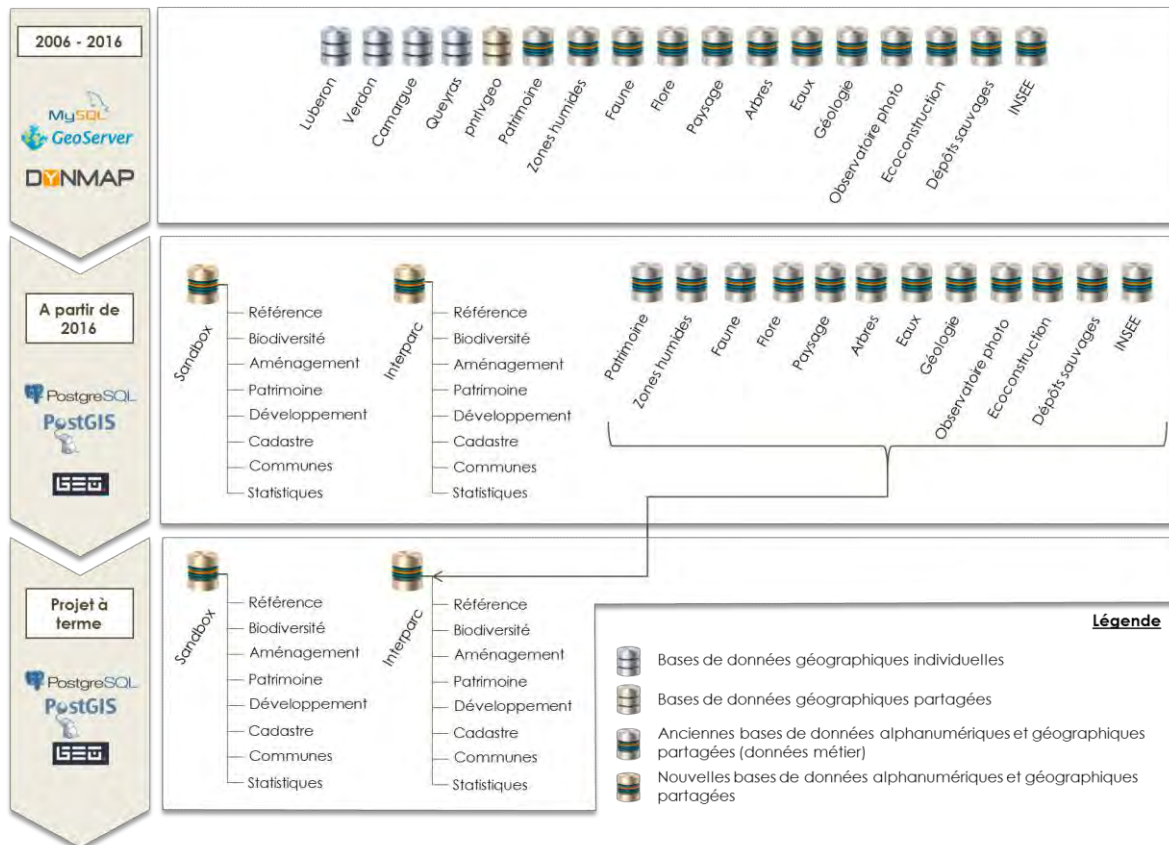 2006 - 2016
MySQL
GeoServer
DYNMAP
Luberon
Verdon
Camargue
Queyras
pnrlvgeo
Patrimoine
Zones humides
Faune
Flore
Paysage
Arbres
Eaux
Géologie
Observatoire photo
Ecoconstruction
Dépôts sauvages
INSEE
A partir de
2016
PostgreSQL
PostGIS
GEO
Sandbox
Référence
Biodiversité
Aménagement
Patrimoine
Développement
Cadastre
Communes
Statistiques
Interparc
Référence
Biodiversité
Aménagement
Patrimoine
Développement
Cadastre
Communes
Statistiques
Patrimoine
Zones humides
Faune
Flore
Paysage
Arbres
Eaux
Géologie
Observatoire photo
Ecoconstruction
Dépôts sauvages
INSEE
Projet à
terme
PostgreSQL
PostGIS
GEO
Sandbox
Référence
Biodiversité
Aménagement
Patrimoine
Développement
Cadastre
Communes
Statistiques
Interparc
Référence
Biodiversité
Aménagement
Patrimoine
Développement
Cadastre
Communes
Statistiques
Légende
Bases de données géographiques individuelles
Bases de données géographiques partagées
Anciennes bases de données alphanumériques et géographiques
partagées (données métier)
Nouvelles bases de données alphanumériques et géographiques
partagées